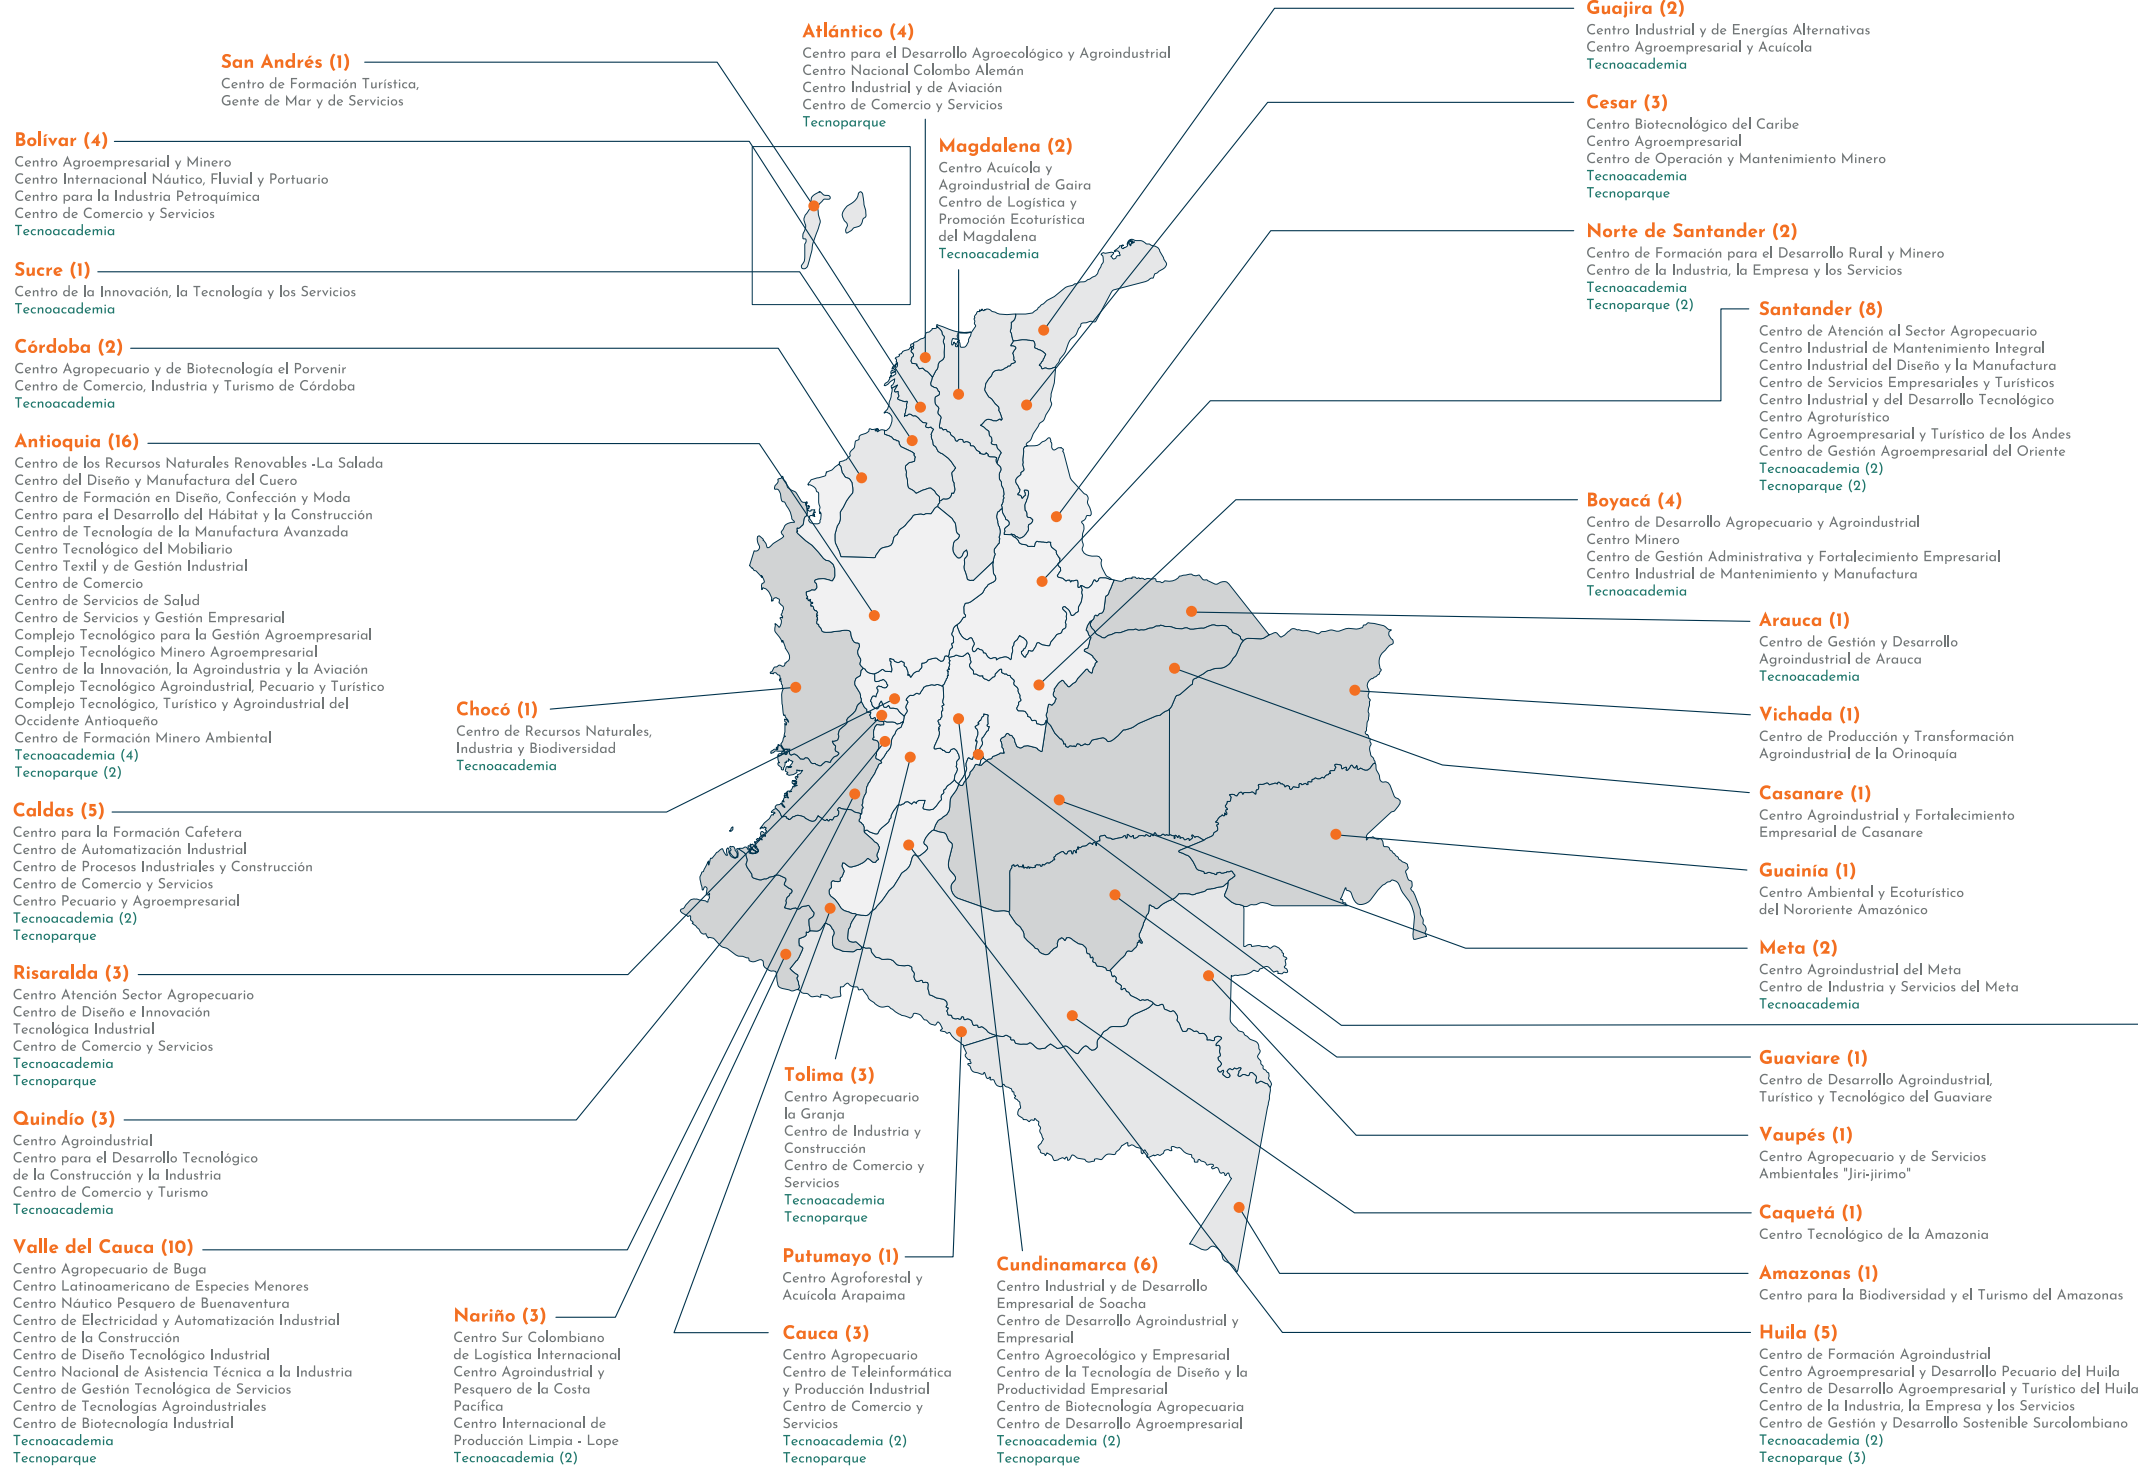 San Andrés (1)
Centro de Formación Turística,
Gente de Mar y de Servicios
Bolívar (4)
Centro Agroempresarial y Minero
Centro Internacional Náutico, Fluvial y Portuario
Centro para la Industria Petroquímica
Centro de Comercio y Servicios
Tecnoacademia
Sucre (1)
Centro de la Innovación, la Tecnología y los Servicios
Tecnoacademia
Córdoba (2)
Centro Agropecuario y de Biotecnología el Porvenir
Centro de Comercio, Industria y Turismo de Córdoba
Tecnoacademia
Antioquia (16)
Centro de los Recursos Naturales Renovables -La Salada
Centro del Diseño y Manufactura del Cuero
Centro de Formación en Diseño, Confección y Moda
Centro para el Desarrollo del Hábitat y la Construcción
Centro de Tecnología de la Manufactura Avanzada
Centro Tecnológico del Mobiliario
Centro Textil y de Gestión Industrial
Centro de Comercio
Centro de Servicios de Salud
Centro de Servicios y Gestión Empresarial
Complejo Tecnológico para la Gestión Agroempresarial
Complejo Tecnológico Minero Agroempresarial
Centro de la Innovación, la Agroindustria y la Aviación
Complejo Tecnológico Agroindustrial, Pecuario y Turístico
Complejo Tecnológico, Turístico y Agroindustrial del
Occidente Antioqueño
Centro de Formación Minero Ambiental
Tecnoacademia (4)
Tecnoparque (2)
Caldas (5)
Centro para la Formación Cafetera
Centro de Automatización Industrial
Centro de Procesos Industriales y Construcción
Centro de Comercio y Servicios
Centro Pecuario y Agroempresarial
Tecnoacademia (2)
Tecnoparque
Risaralda (3)
Centro Atención Sector Agropecuario
Centro de Diseño e Innovación
Tecnológica Industrial
Centro de Comercio y Servicios
Tecnoacademia
Tecnoparque
Quindío (3)
Centro Agroindustrial
Centro para el Desarrollo Tecnológico
de la Construcción y la Industria
Centro de Comercio y Turismo
Tecnoacademia
Valle del Cauca (10)
Centro Agropecuario de Buga
Centro Latinoamericano de Especies Menores
Centro Náutico Pesquero de Buenaventura
Centro de Electricidad y Automatización Industrial
Centro de la Construcción
Centro de Diseño Tecnológico Industrial
Centro Nacional de Asistencia Técnica a la Industria
Centro de Gestión Tecnológica de Servicios
Centro de Tecnologías Agroindustriales
Centro de Biotecnología Industrial
Tecnoacademia
Tecnoparque
Chocó (1)
Centro de Recursos Naturales,
Industria y Biodiversidad
Tecnoacademia
Nariño (3)
Centro Sur Colombiano
de Logística Internacional
Centro Agroindustrial y
Pesquero de la Costa
Pacífica
Centro Internacional de
Producción Limpia - Lope
Tecnoacademia (2)
Atlántico (4)
Centro para el Desarrollo Agroecológico y Agroindustrial
Centro Nacional Colombo Alemán
Centro Industrial y de Aviación
Centro de Comercio y Servicios
Tecnoparque
Magdalena (2)
Centro Acuícola y
Agroindustrial de Gaira
Centro de Logística y
Promoción Ecoturística
del Magdalena
Tecnoacademia
Tolima (3)
Centro Agropecuario
la Granja
Centro de Industria y
Construcción
Centro de Comercio y
Servicios
Tecnoacademia
Tecnoparque
Putumayo (1)
Centro Agroforestal y
Acuícola Arapaima
Cauca (3)
Centro Agropecuario
Centro de Teleinformática
y Producción Industrial
Centro de Comercio y
Servicios
Tecnoacademia (2)
Tecnoparque
Cundinamarca (6)
Centro Industrial y de Desarrollo
Empresarial de Soacha
Centro de Desarrollo Agroindustrial y
Empresarial
Centro Agroecológico y Empresarial
Centro de la Tecnología de Diseño y la
Productividad Empresarial
Centro de Biotecnología Agropecuaria
Centro de Desarrollo Agroempresarial
Tecnoacademia (2)
Tecnoparque
Guajira (2)
Centro Industrial y de Energías Alternativas
Centro Agroempresarial y Acuícola
Tecnoacademia
Cesar (3)
Centro Biotecnológico del Caribe
Centro Agroempresarial
Centro de Operación y Mantenimiento Minero
Tecnoacademia
Tecnoparque
Norte de Santander (2)
Centro de Formación para el Desarrollo Rural y Minero
Centro de la Industria, la Empresa y los Servicios
Tecnoacademia
Tecnoparque (2)
Santander (8)
Centro de Atención al Sector Agropecuario
Centro Industrial de Mantenimiento Integral
Centro Industrial del Diseño y la Manufactura
Centro de Servicios Empresariales y Turísticos
Centro Industrial y del Desarrollo Tecnológico
Centro Agroturístico
Centro Agroempresarial y Turístico de los Andes
Centro de Gestión Agroempresarial del Oriente
Tecnoacademia (2)
Tecnoparque (2)
Boyacá (4)
Centro de Desarrollo Agropecuario y Agroindustrial
Centro Minero
Centro de Gestión Administrativa y Fortalecimiento Empresarial
Centro Industrial de Mantenimiento y Manufactura
Tecnoacademia
Arauca (1)
Centro de Gestión y Desarrollo
Agroindustrial de Arauca
Tecnoacademia
Vichada (1)
Centro de Producción y Transformación
Agroindustrial de la Orinoquía
Casanare (1)
Centro Agroindustrial y Fortalecimiento
Empresarial de Casanare
Guainía (1)
Centro Ambiental y Ecoturístico
del Nororiente Amazónico
Meta (2)
Centro Agroindustrial del Meta
Centro de Industria y Servicios del Meta
Tecnoacademia
Guaviare (1)
Centro de Desarrollo Agroindustrial,
Turístico y Tecnológico del Guaviare
Vaupés (1)
Centro Agropecuario y de Servicios
Ambientales "Jiri-jirimo"
Caquetá (1)
Centro Tecnológico de la Amazonia
Amazonas (1)
Centro para la Biodiversidad y el Turismo del Amazonas
Huila (5)
Centro de Formación Agroindustrial
Centro Agroempresarial y Desarrollo Pecuario del Huila
Centro de Desarrollo Agroempresarial y Turístico del Huila
Centro de la Industria, la Empresa y los Servicios
Centro de Gestión y Desarrollo Sostenible Surcolombiano
Tecnoacademia (2)
Tecnoparque (3)